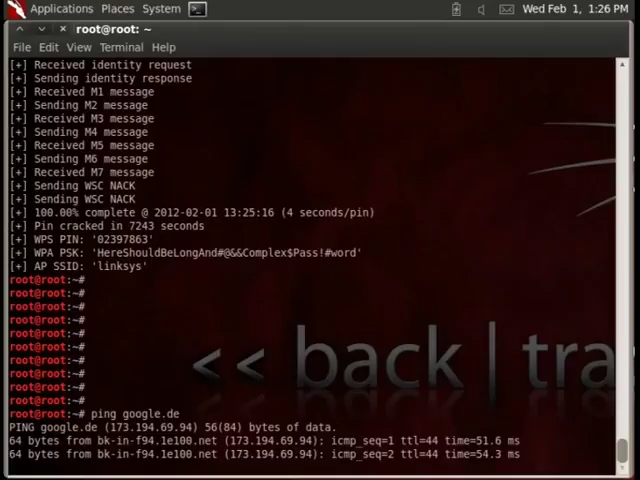 Applications Places System Wed Feb 1, 1:26 PM
root@root: ~
File Edit View Terminal Help
[+] Received identity request
[+] Sending identity response
[+] Received M1 message
[+] Sending M2 message
[+] Received M3 message
[+] Sending M4 message
[+] Received M5 message
[+] Sending M6 message
[+] Received M7 message
[+] Sending WSC NACK
[+] Sending WSC NACK
[+] 100.00% complete @ 2012-02-01 13:25:16 (4 seconds/pin)
[+] Pin cracked in 7243 seconds
[+] WPS PIN: '02397863'
[+] WPA PSK: 'HereShouldBeLongAnd#@&&Complex$Pass!#word'
[+] AP SSID: 'linksys'
root@root:~#
root@root:~#
root@root:~#
root@root:~#
root@root:~#
root@root:~#
root@root:~#
root@root:~#
root@root:~#
root@root:~#
root@root:~# ping google.de
PING google.de (173.194.69.94) 56(84) bytes of data.
64 bytes from bk-in-f94.1e100.net (173.194.69.94): icmp_seq=1 ttl=44 time=51.6 ms
64 bytes from bk-in-f94.1e100.net (173.194.69.94): icmp_seq=2 ttl=44 time=54.3 ms
<< back | tra